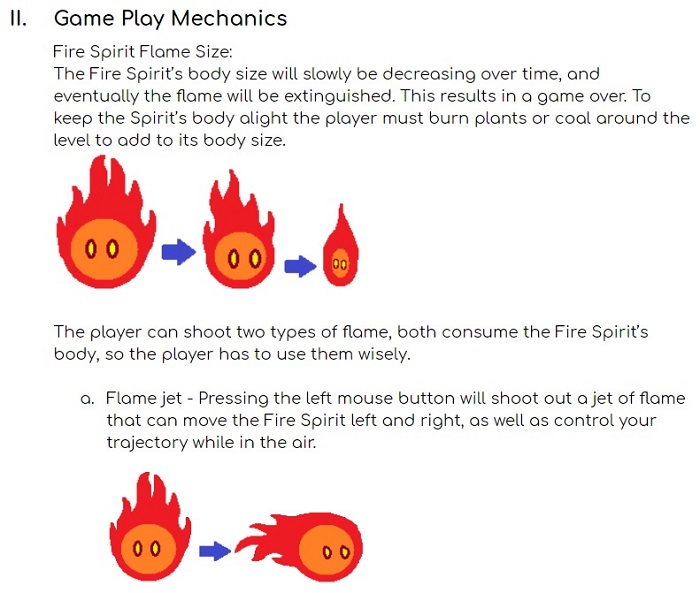 II. Game Play Mechanics
Fire Spirit Flame Size:
The Fire Spirit's body size will slowly be decreasing over time, and
eventually the flame will be extinguished. This results in a game over. To
keep the Spirit's body alight the player must burn plants or coal around the
level to add to its body size.
The player can shoot two types of flame, both consume the Fire Spirit's
body, so the player has to use them wisely.
a. Flame jet - Pressing the left mouse button will shoot out a jet of flame
that can move the Fire Spirit left and right, as well as control your
trajectory while in the air.